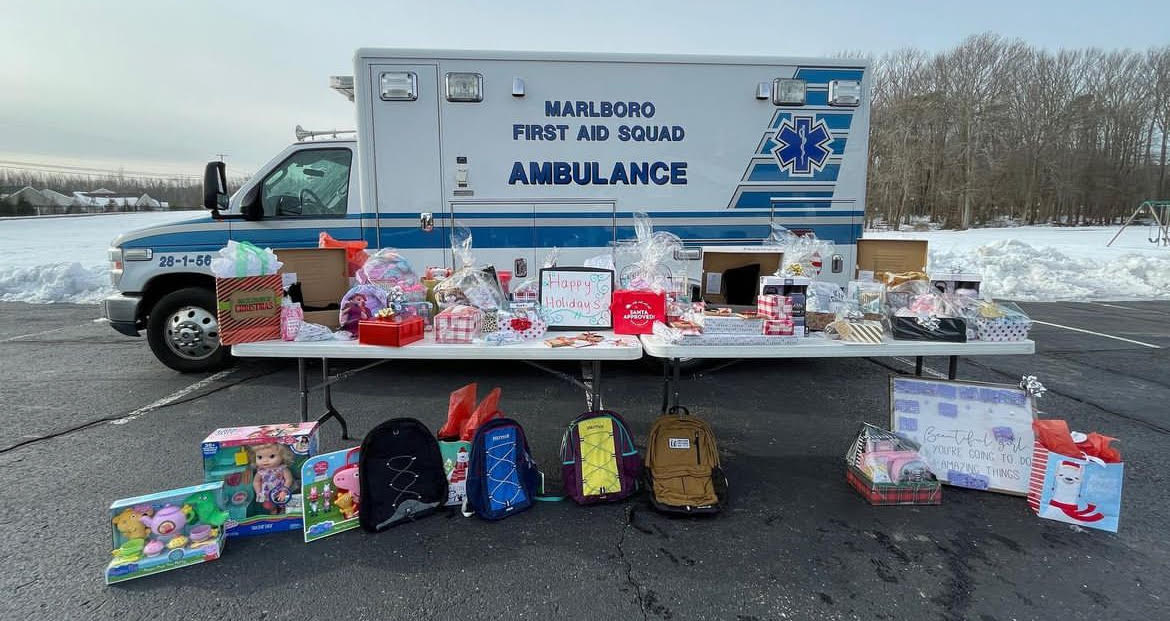 MARLBORO
FIRST AID SQUAD
AMBULANCE
28-1-56
CHRISTMAS
Happy
Holidays
SANTA
APPROVED!
Beautiful girl
YOU'RE GOING TO DO
AMAZING THINGS